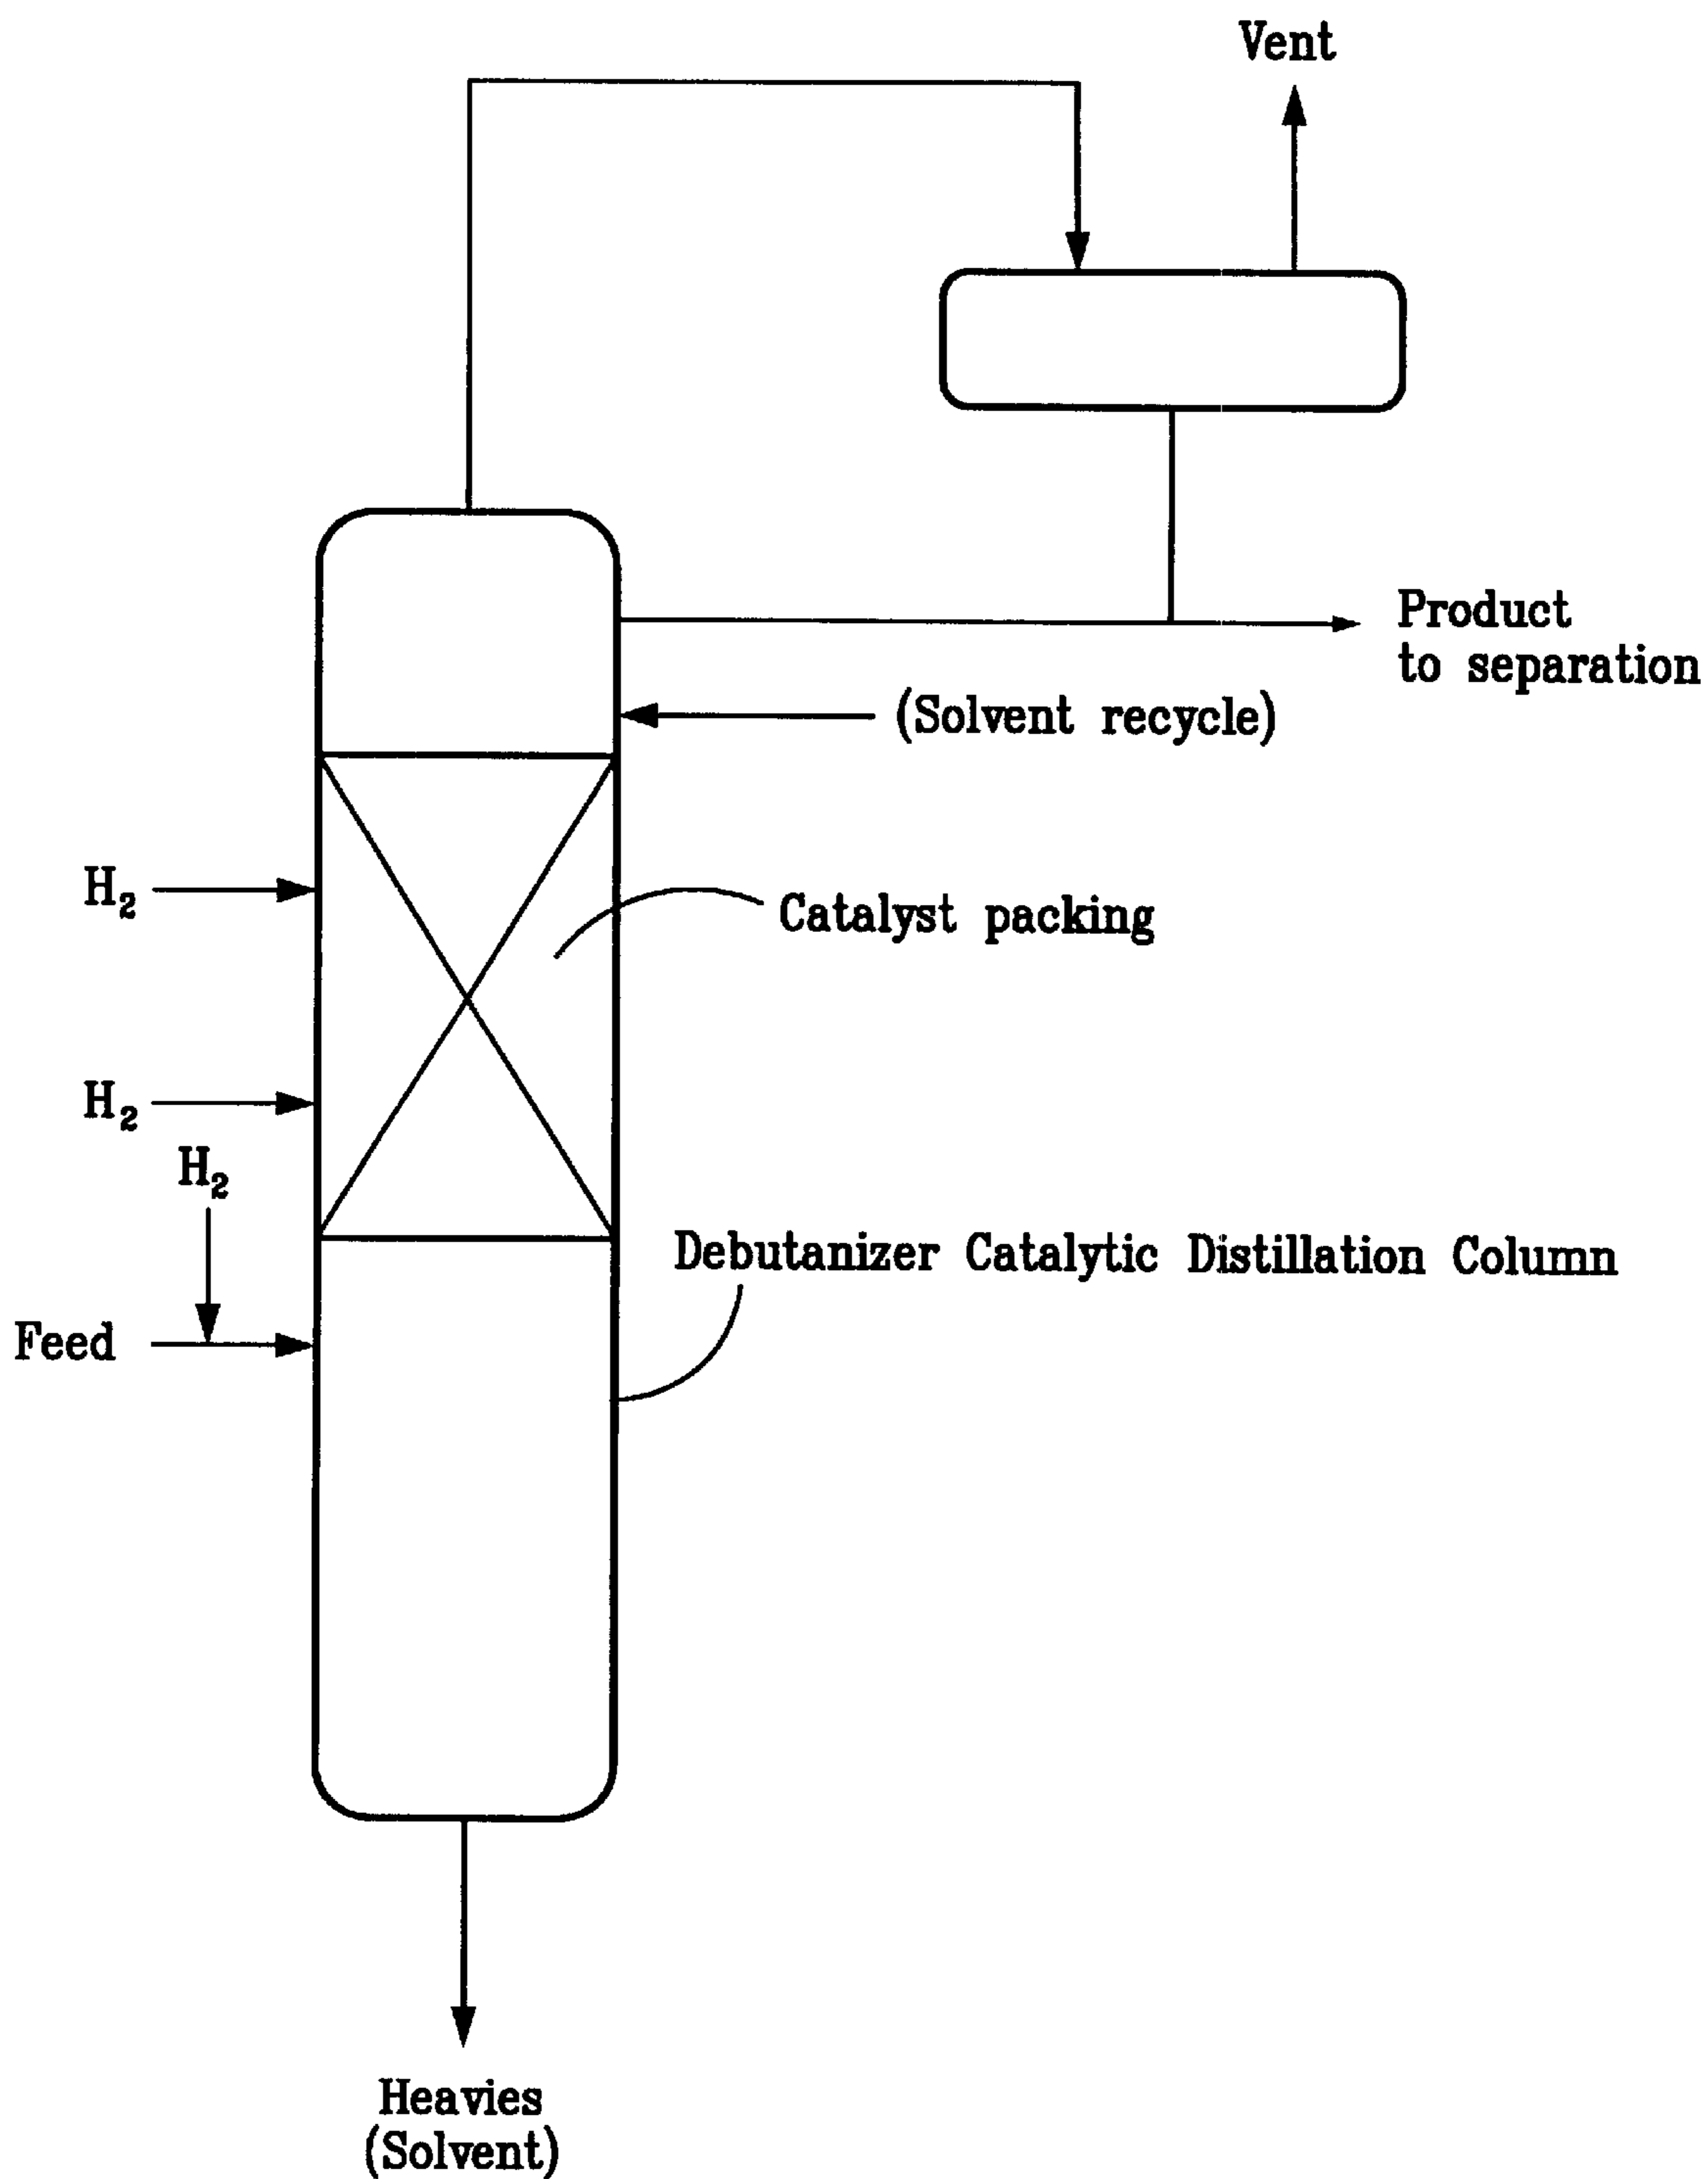 Vent
Product
to separation
(Solvent recycle)
H₂
Catalyst packing
H₂
H₂
Debutanizer Catalytic Distillation Column
Feed
Heavies
(Solvent)